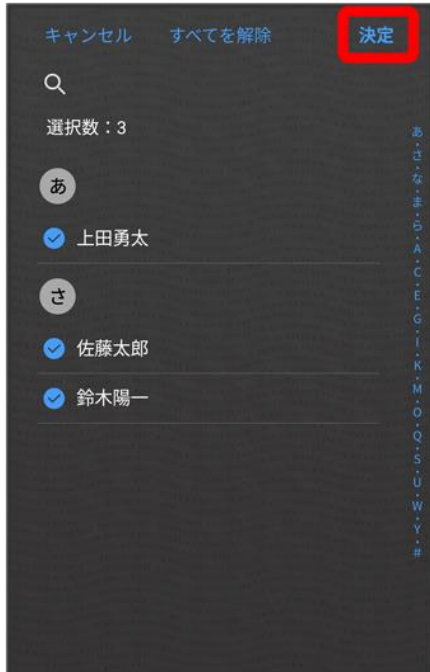 キャンセル すべてを解除 決定
選択数：3
あ
上田勇太
さ
佐藤太郎
鈴木陽一
あ
・
さ
・
な
・
ま
・
ら
・
A
・
C
・
E
・
G
・
I
・
K
・
M
・
O
・
Q
・
S
・
U
・
W
・
Y
・
#